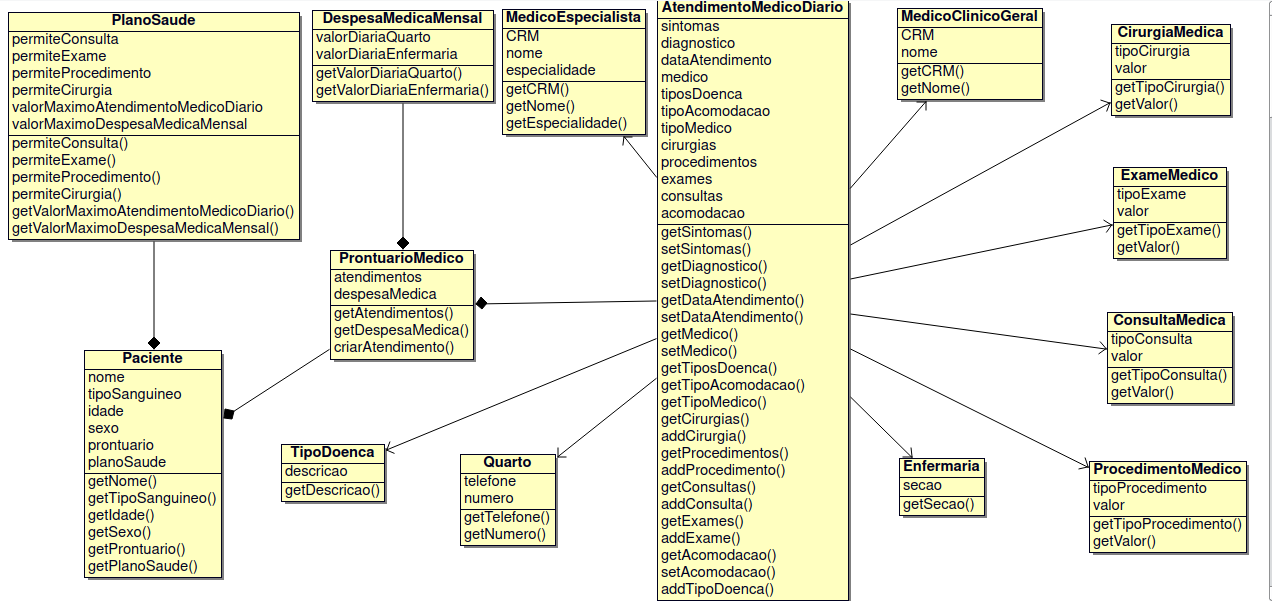 PlanoSaude
permiteConsulta
permiteExame
permiteProcedimento
permiteCirurgia
valorMaximoAtendimentoMedicoDiario
valorMaximoDespesaMedicaMensal
permiteConsulta()
permiteExame()
permiteProcedimento()
permiteCirurgia()
getValorMaximoAtendimentoMedicoDiario()
getValorMaximoDespesaMedicaMensal()
DespesaMedicaMensal
valorDiariaQuarto
valorDiariaEnfermaria
getValorDiariaQuarto()
getValorDiariaEnfermaria()
MedicoEspecialista
CRM
nome
especialidade
getCRM()
getNome()
getEspecialidade()
AtendimentoMedicoDiario
sintomas
diagnostico
dataAtendimento
medico
tiposDoenca
tipoAcomodacao
tipoMedico
cirurgias
procedimentos
exames
consultas
acomodacao
getSintomas()
setSintomas()
getDiagnostico()
setDiagnostico()
getDataAtendimento()
setDataAtendimento()
getMedico()
setMedico()
getTiposDoenca()
getTipoAcomodacao()
getTipoMedico()
getCirurgias()
addCirurgia()
getProcedimentos()
addProcedimento()
getConsultas()
addConsulta()
getExames()
addExame()
getAcomodacao()
setAcomodacao()
addTipoDoenca()
MedicoClinicoGeral
CRM
nome
getCRM()
getNome()
CirurgiaMedica
tipoCirurgia
valor
getTipoCirurgia()
getValor()
ExameMedico
tipoExame
valor
getTipoExame()
getValor()
ProntuarioMedico
atendimentos
despesaMedica
getAtendimentos()
getDespesaMedica()
criarAtendimento()
ConsultaMedica
tipoConsulta
valor
getTipoConsulta()
getValor()
Paciente
nome
tipoSanguineo
idade
sexo
prontuario
planoSaude
getNome()
getTipoSanguineo()
getIdade()
getSexo()
getProntuario()
getPlanoSaude()
TipoDoenca
descricao
getDescricao()
Quarto
telefone
numero
getTelefone()
getNumero()
Enfermaria
secao
getSecao()
ProcedimentoMedico
tipoProcedimento
valor
getTipoProcedimento()
getValor()